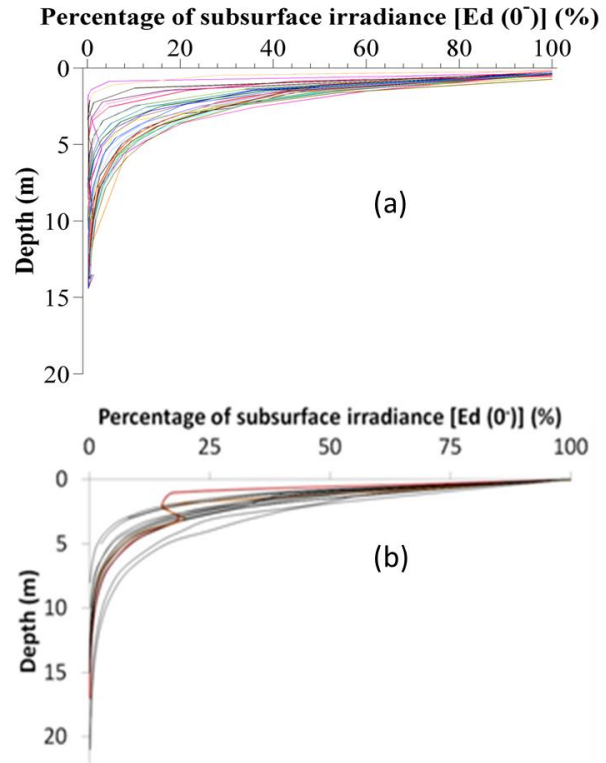 Percentage of subsurface irradiance [Ed (0⁻)] (%)
0 20 40 60 80 100
0
5
10
15
20
Depth (m)
(a)
Percentage of subsurface irradiance [Ed (0⁻)] (%)
0 25 50 75 100
0
5
10
15
20
Depth (m)
(b)